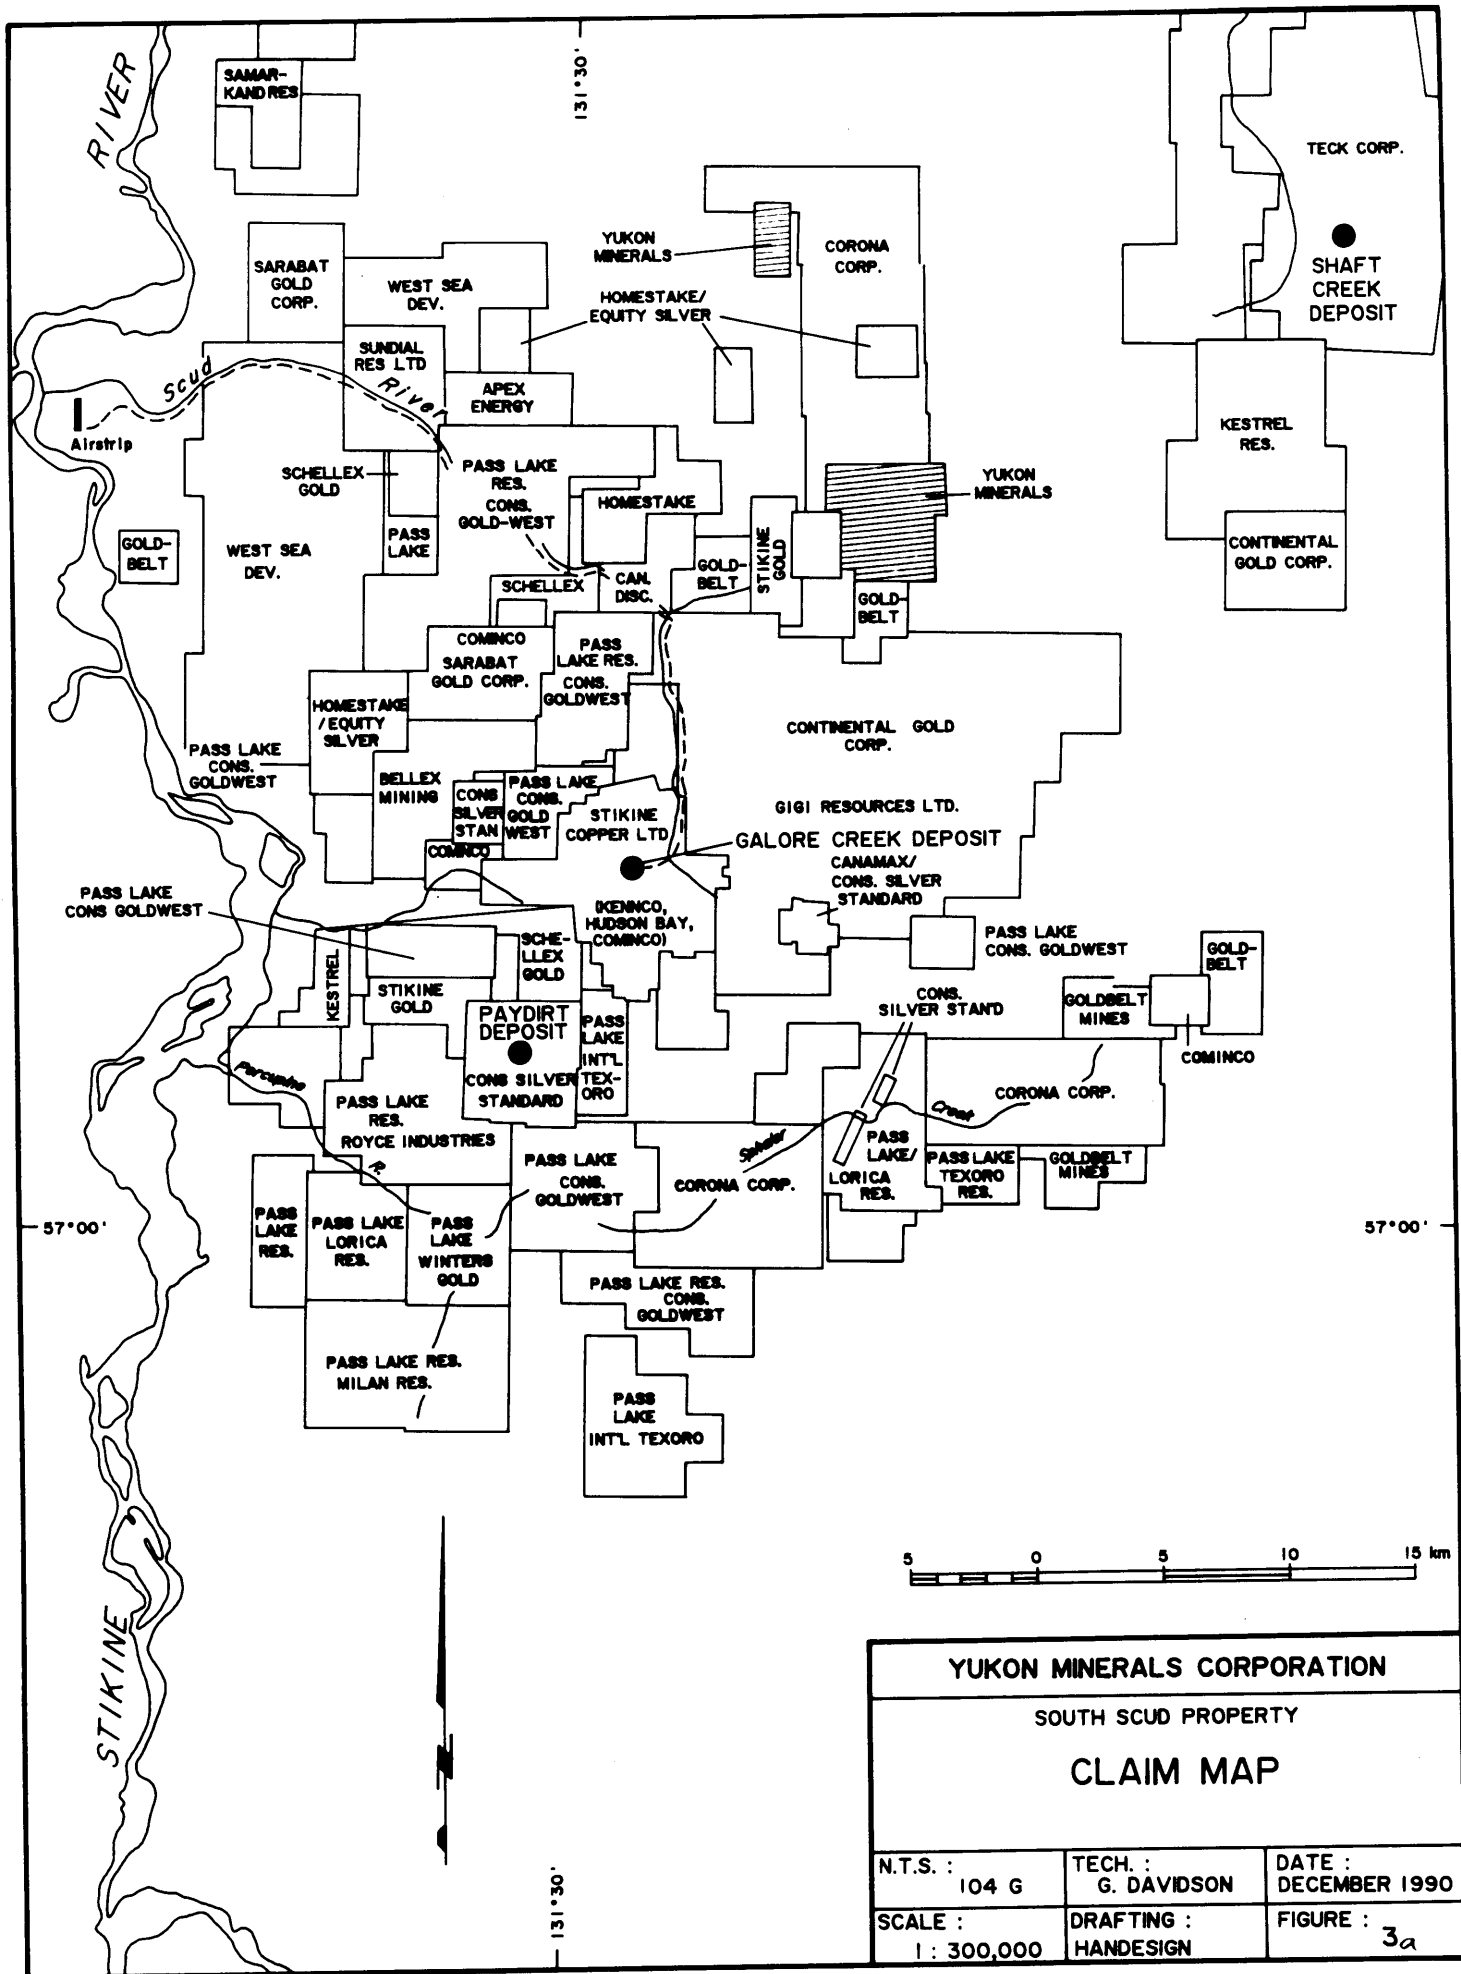 RIVER
SAMAR-
KAND RES
131°30'
TECK CORP.
SHAFT
CREEK
DEPOSIT
YUKON
MINERALS
CORONA
CORP.
SARABAT
GOLD
CORP.
WEST SEA
DEV.
HOMESTAKE/
EQUITY SILVER
SUNDIAL
RES LTD
Scud
River
APEX
ENERGY
Airstrip
KESTREL
RES.
SCHELLEX
GOLD
PASS LAKE
RES.
CONS.
GOLD-WEST
HOMESTAKE
YUKON
MINERALS
GOLD-
BELT
WEST SEA
DEV.
PASS
LAKE
SCHELLEX
CAN.
DISC.
GOLD-
BELT
STIKINE
GOLD
GOLD-
BELT
CONTINENTAL
GOLD CORP.
COMINCO
SARABAT
GOLD CORP.
PASS
LAKE RES.
CONS.
GOLDWEST
HOMESTAKE
/EQUITY
SILVER
CONTINENTAL GOLD
CORP.
PASS LAKE
CONS.
GOLDWEST
BELLEX
MINING
CONS
SILVER
STAN
PASS LAKE
CONS.
GOLD
WEST
COMINCO
STIKINE
COPPER LTD
GIGI RESOURCES LTD.
GALORE CREEK DEPOSIT
CANAMAX/
CONS. SILVER
STANDARD
PASS LAKE
CONS GOLDWEST
(KENNCO,
HUDSON BAY,
COMINCO)
PASS LAKE
CONS. GOLDWEST
GOLD-
BELT
KESTREL
SCHE-
LLEX
GOLD
STIKINE
GOLD
CONS.
SILVER STAN'D
GOLDBELT
MINES
COMINCO
PAYDIRT
DEPOSIT
CONS SILVER
STANDARD
PASS
LAKE
INT'L
TEX-
ORO
Porcupine
R.
PASS LAKE
RES.
ROYCE INDUSTRIES
CORONA CORP.
Sphaler
Creek
PASS LAKE
CONS.
GOLDWEST
CORONA CORP.
PASS
LAKE/
LORICA
RES.
PASS LAKE
TEXORO
RES.
GOLDBELT
MINES
57°00'
57°00'
PASS
LAKE
RES.
PASS LAKE
LORICA
RES.
PASS
LAKE
WINTERS
GOLD
PASS LAKE RES.
CONS.
GOLDWEST
PASS LAKE RES.
MILAN RES.
PASS
LAKE
INT'L. TEXORO
5 0 5 10 15 km
STIKINE
N
131°30'
YUKON MINERALS CORPORATION
SOUTH SCUD PROPERTY
CLAIM MAP
N.T.S. :
104 G
TECH. :
G. DAVIDSON
DATE :
DECEMBER 1990
SCALE :
1 : 300,000
DRAFTING :
HANDESIGN
FIGURE :
3a